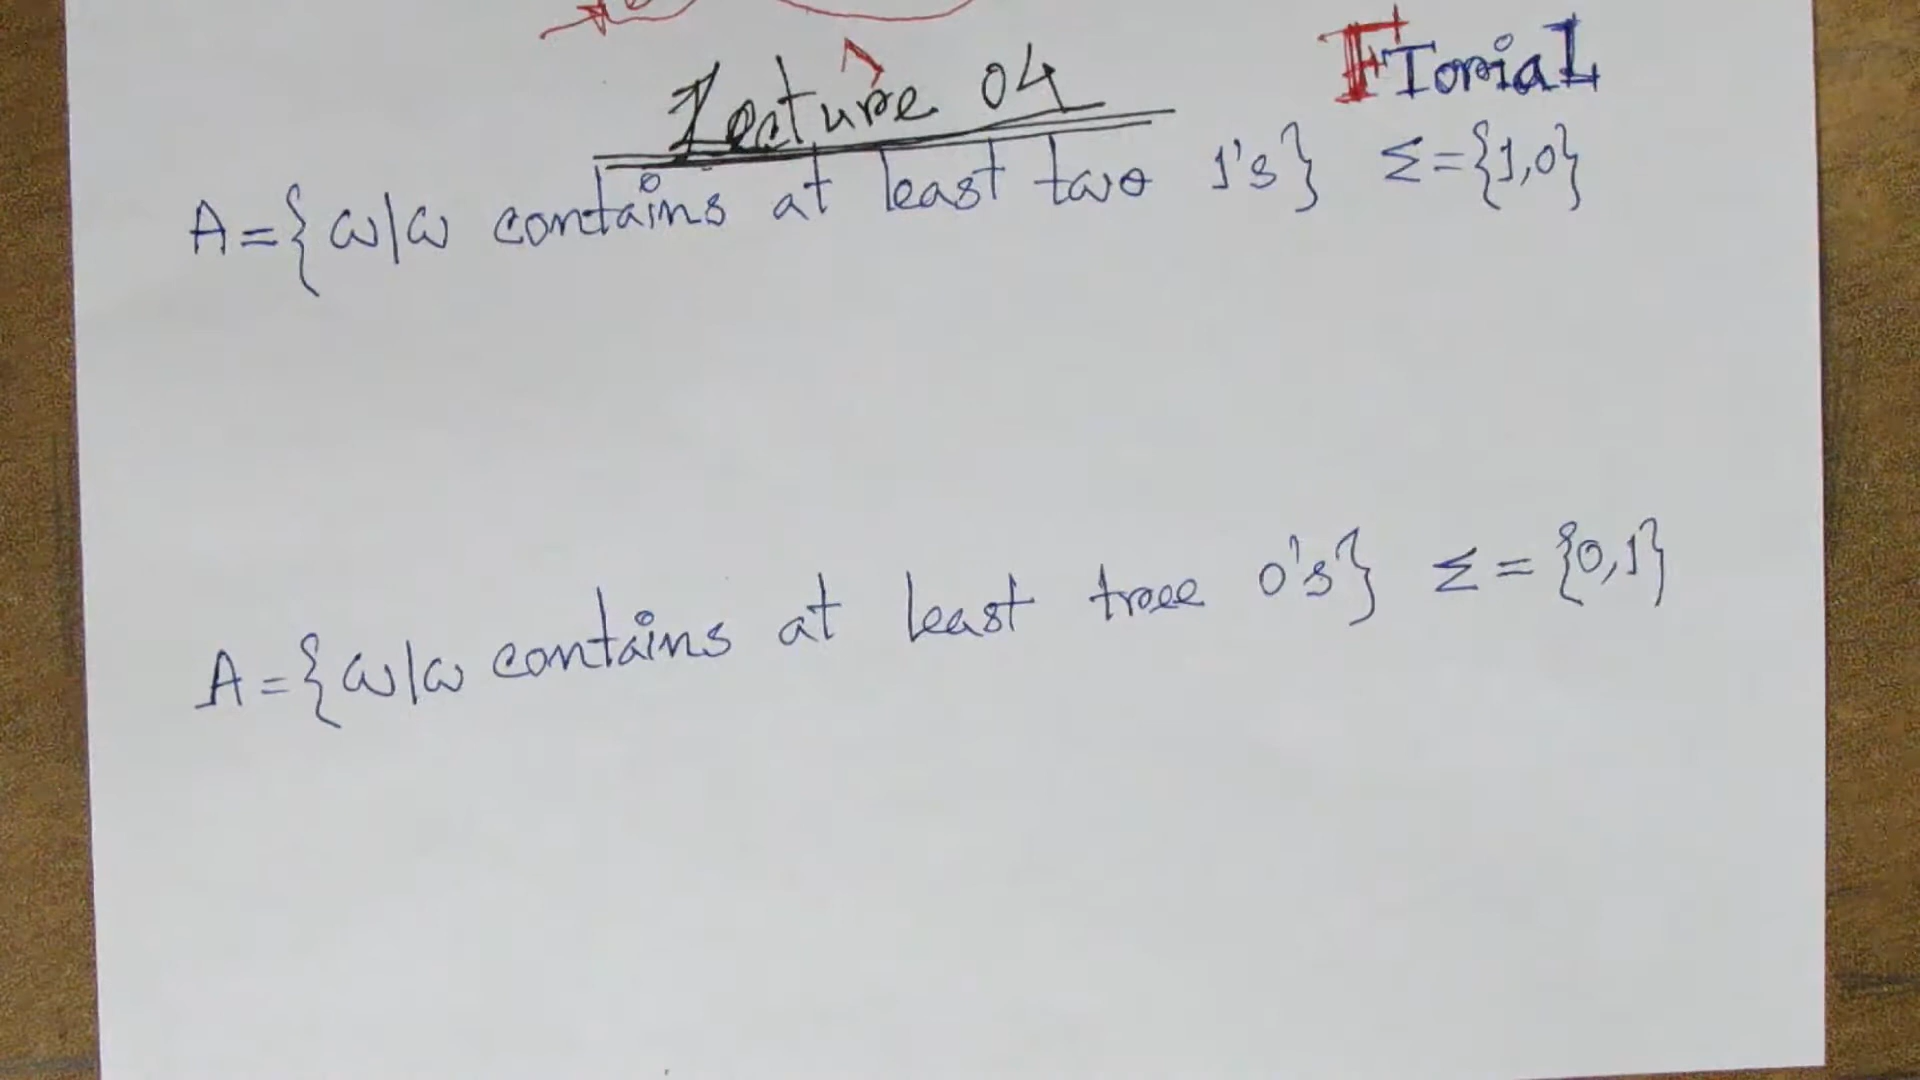 Lecture 04
FTorial
A={ω/ω contains at least two 1's} Σ={1,0}
A={ω/ω contains at least tree 0's} Σ={0,1}